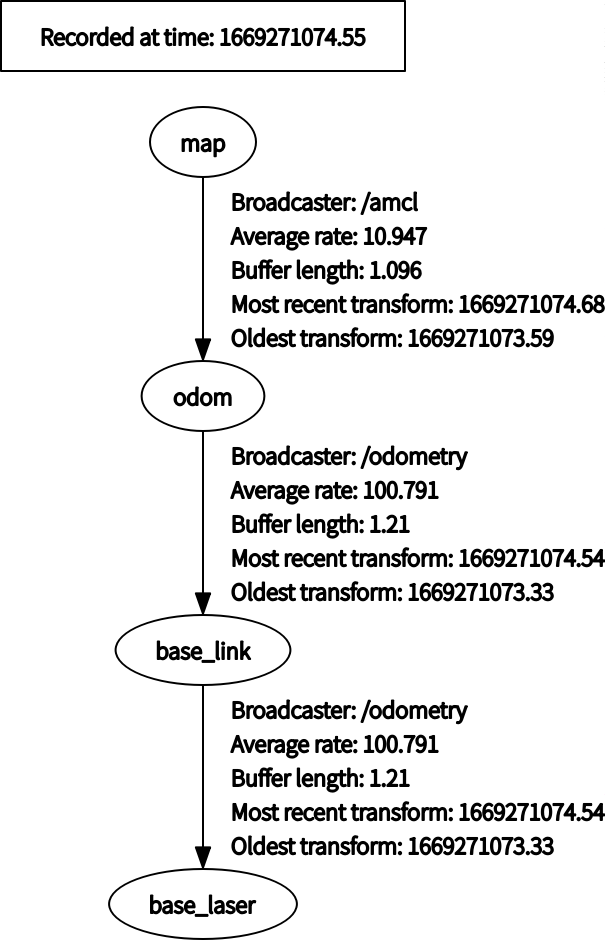 Recorded at time: 1669271074.55
map
Broadcaster: /amcl
Average rate: 10.947
Buffer length: 1.096
Most recent transform: 1669271074.68
Oldest transform: 1669271073.59
odom
Broadcaster: /odometry
Average rate: 100.791
Buffer length: 1.21
Most recent transform: 1669271074.54
Oldest transform: 1669271073.33
base_link
Broadcaster: /odometry
Average rate: 100.791
Buffer length: 1.21
Most recent transform: 1669271074.54
Oldest transform: 1669271073.33
base_laser